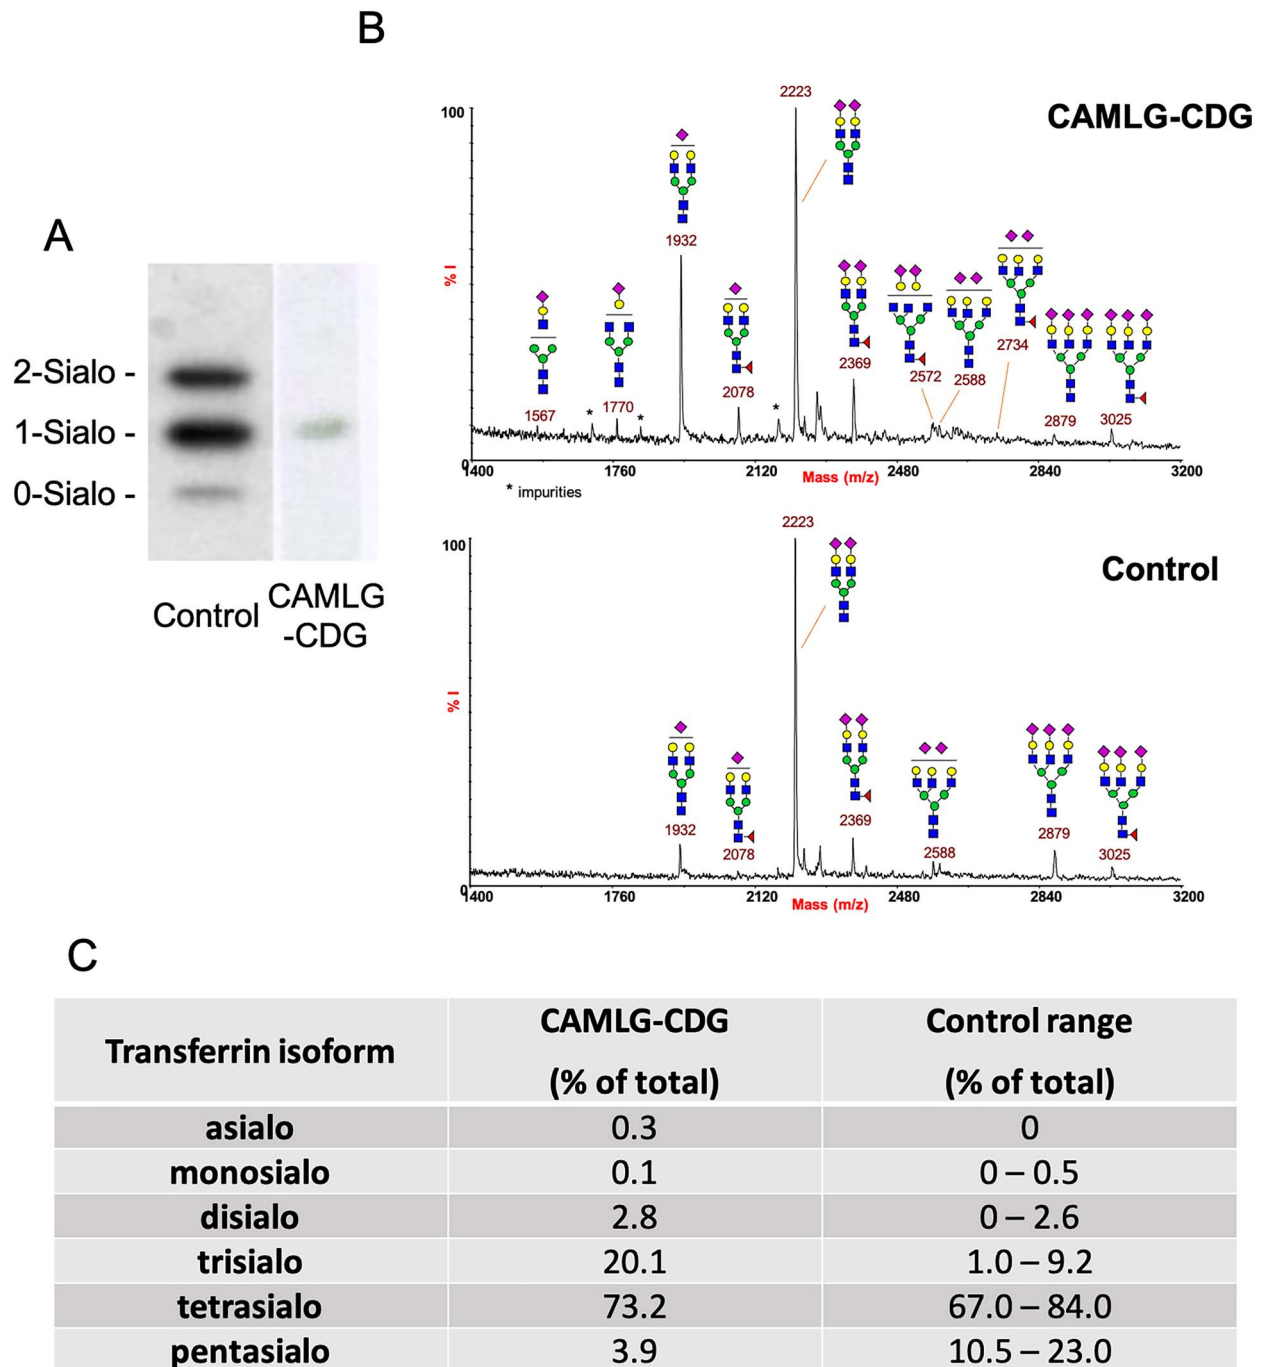 A
2-Sialo -
1-Sialo -
0-Sialo -
Control
CAMLG
-CDG
B
CAMLG-CDG
100
% I
0
2223
1932
1567
1770
2078
2369
2572
2588
2734
2879
3025
*
*
*
1400
1760
2120
2480
2840
3200
Mass (m/z)
* impurities
Control
100
% I
0
2223
1932
2078
2369
2588
2879
3025
1400
1760
2120
2480
2840
3200
Mass (m/z)
C
Transferrin isoform
CAMLG-CDG
(% of total)
Control range
(% of total)
asialo 0.3 0
monosialo 0.1 0 – 0.5
disialo 2.8 0 – 2.6
trisialo 20.1 1.0 – 9.2
tetrasialo 73.2 67.0 – 84.0
pentasialo 3.9 10.5 – 23.0